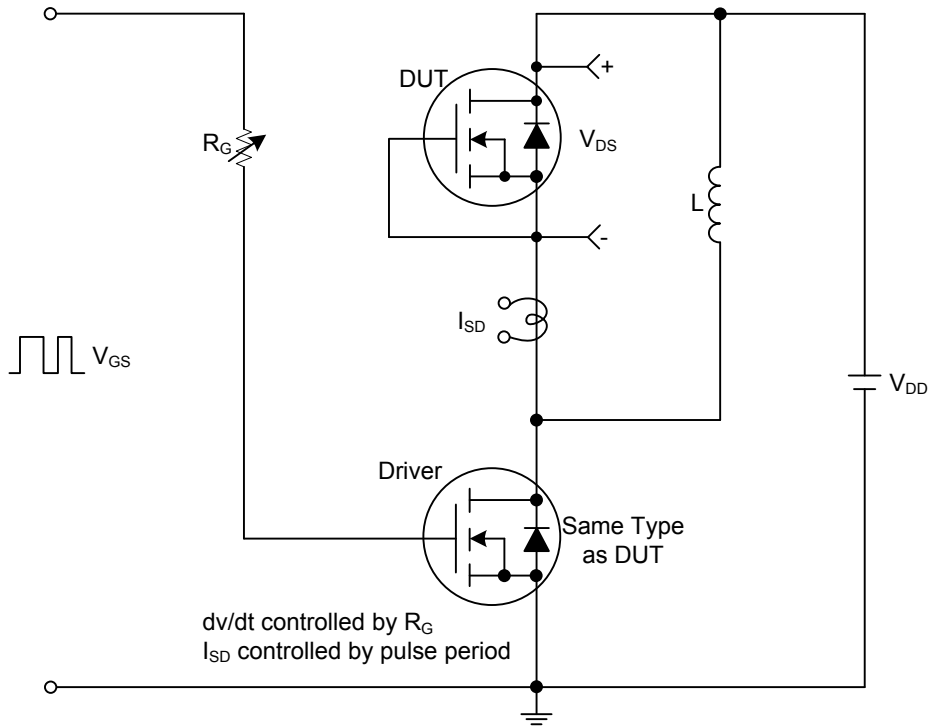 DUT
+
R_G
V_DS
L
-
I_SD
V_GS
V_DD
Driver
Same Type
as DUT
dv/dt controlled by R_G
I_SD controlled by pulse period